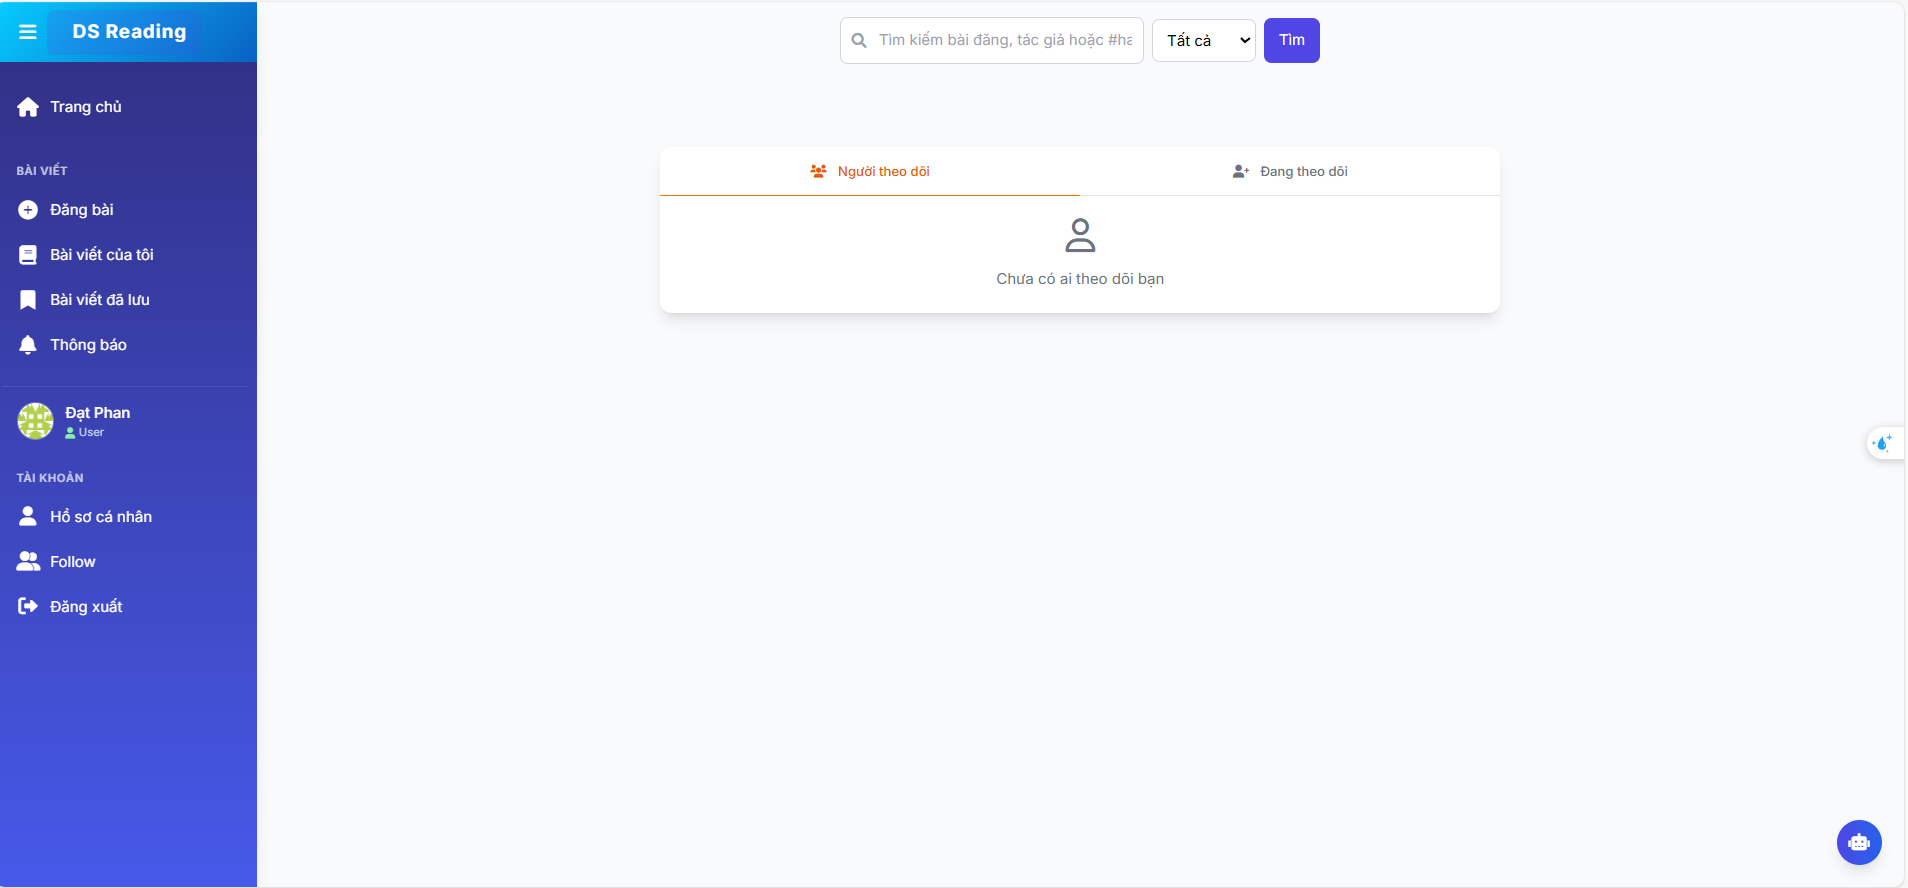 DS Reading
Trang chủ
BÀI VIẾT
Đăng bài
Bài viết của tôi
Bài viết đã lưu
Thông báo
Đạt Phan
User
TÀI KHOẢN
Hồ sơ cá nhân
Follow
Đăng xuất
Tìm kiếm bài đăng, tác giả hoặc #ha
Tất cả
Tìm
Người theo dõi
Đang theo dõi
Chưa có ai theo dõi bạn